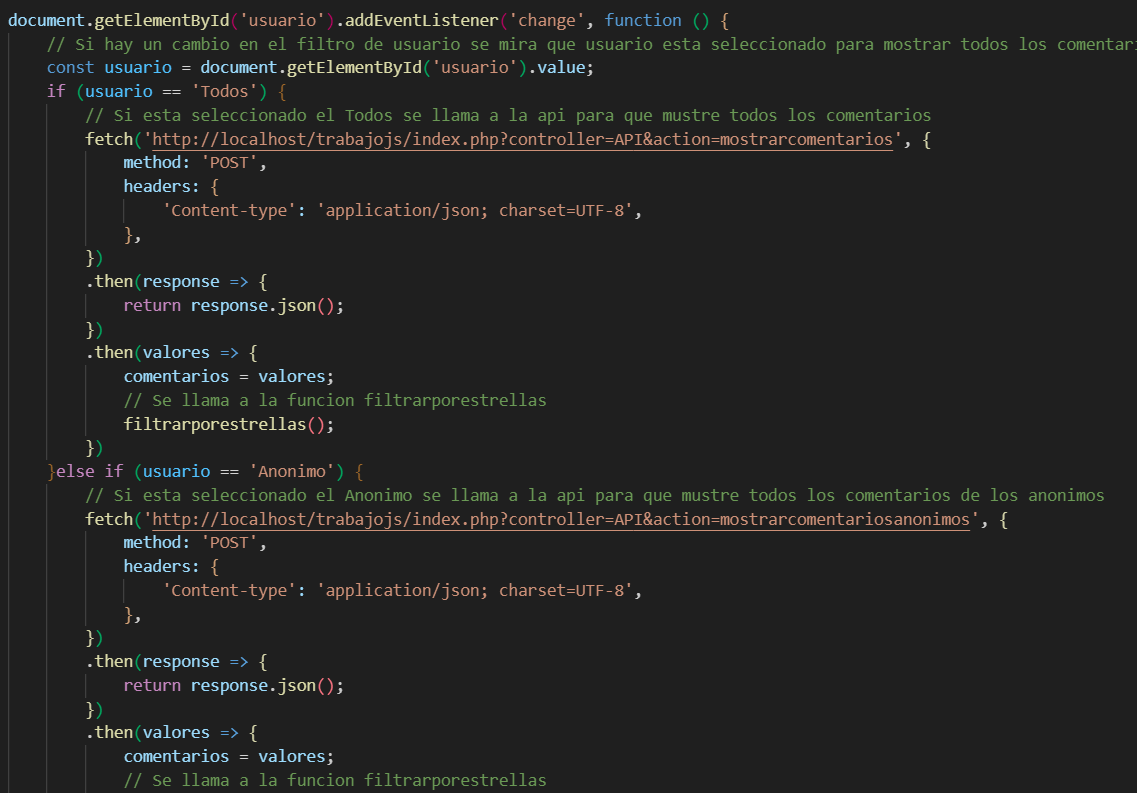 document.getElementById('usuario').addEventListener('change', function () {
// Si hay un cambio en el filtro de usuario se mira que usuario esta seleccionado para mostrar todos los comentari
const usuario = document.getElementById('usuario').value;
if (usuario == 'Todos') {
// Si esta seleccionado el Todos se llama a la api para que mustre todos los comentarios
fetch('http://localhost/trabajojs/index.php?controller=API&action=mostrarcomentarios', {
method: 'POST',
headers: {
'Content-type': 'application/json; charset=UTF-8',
},
})
.then(response => {
return response.json();
})
.then(valores => {
comentarios = valores;
// Se llama a la funcion filtrarporestrellas
filtrarporestrellas();
})
}else if (usuario == 'Anonimo') {
// Si esta seleccionado el Anonimo se llama a la api para que mustre todos los comentarios de los anonimos
fetch('http://localhost/trabajojs/index.php?controller=API&action=mostrarcomentariosanonimos', {
method: 'POST',
headers: {
'Content-type': 'application/json; charset=UTF-8',
},
})
.then(response => {
return response.json();
})
.then(valores => {
comentarios = valores;
// Se llama a la funcion filtrarporestrellas